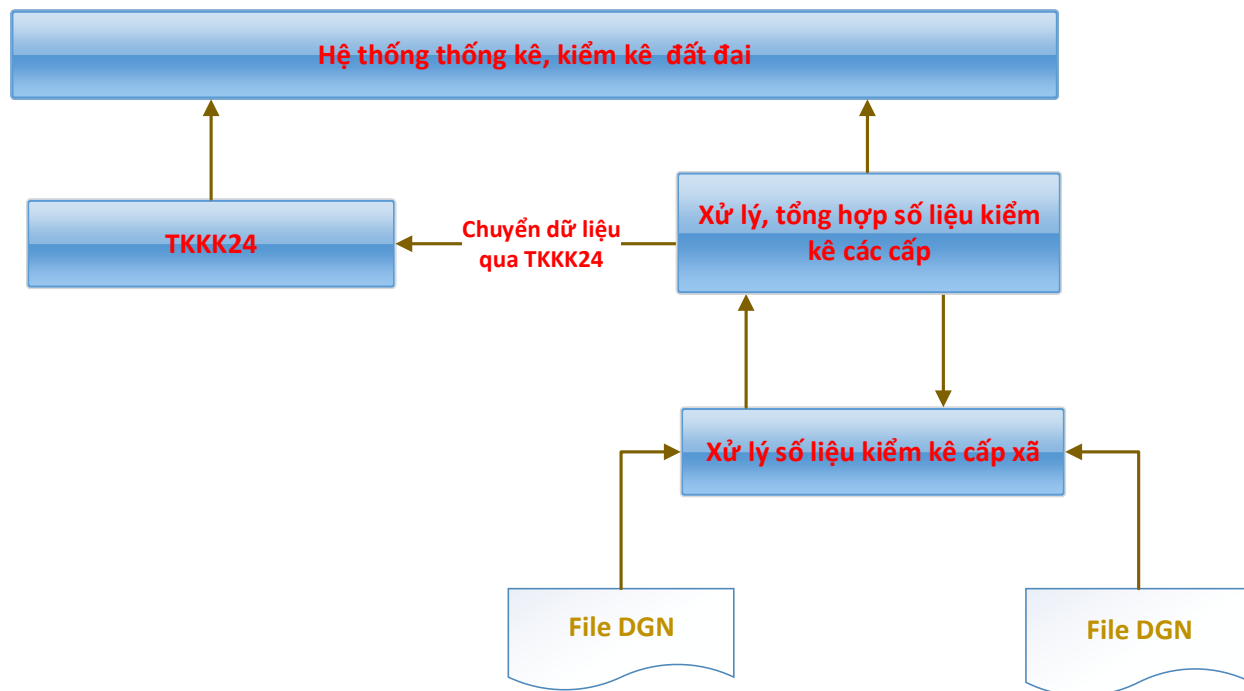 Hệ thống thống kê, kiểm kê đất đai
TKKK24
Chuyển dữ liệu
qua TKKK24
Xử lý, tổng hợp số liệu kiểm
kê các cấp
Xử lý số liệu kiểm kê cấp xã
File DGN
File DGN